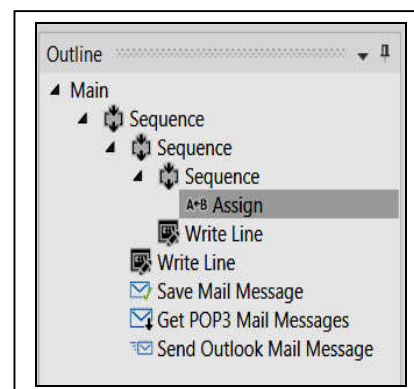 Outline
Main
Sequence
Sequence
Sequence
A+B Assign
Write Line
Write Line
Save Mail Message
Get POP3 Mail Messages
Send Outlook Mail Message